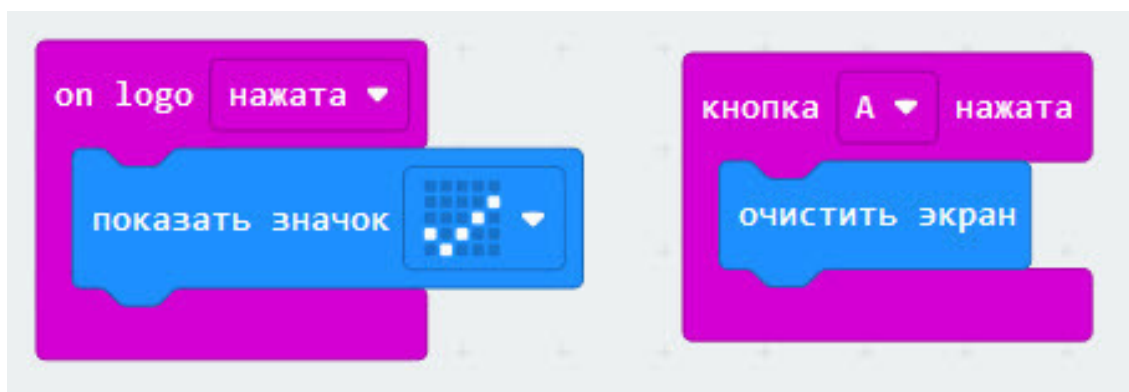 on logo нажата
показать значок
кнопка A нажата
очистить экран